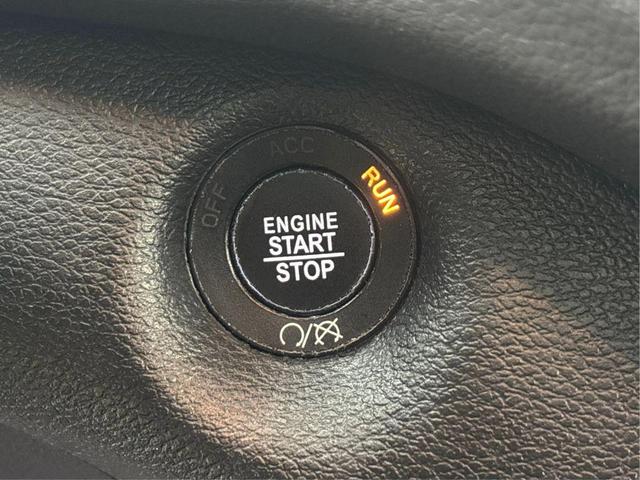 OFF
ACC
RUN
ENGINE
START
STOP